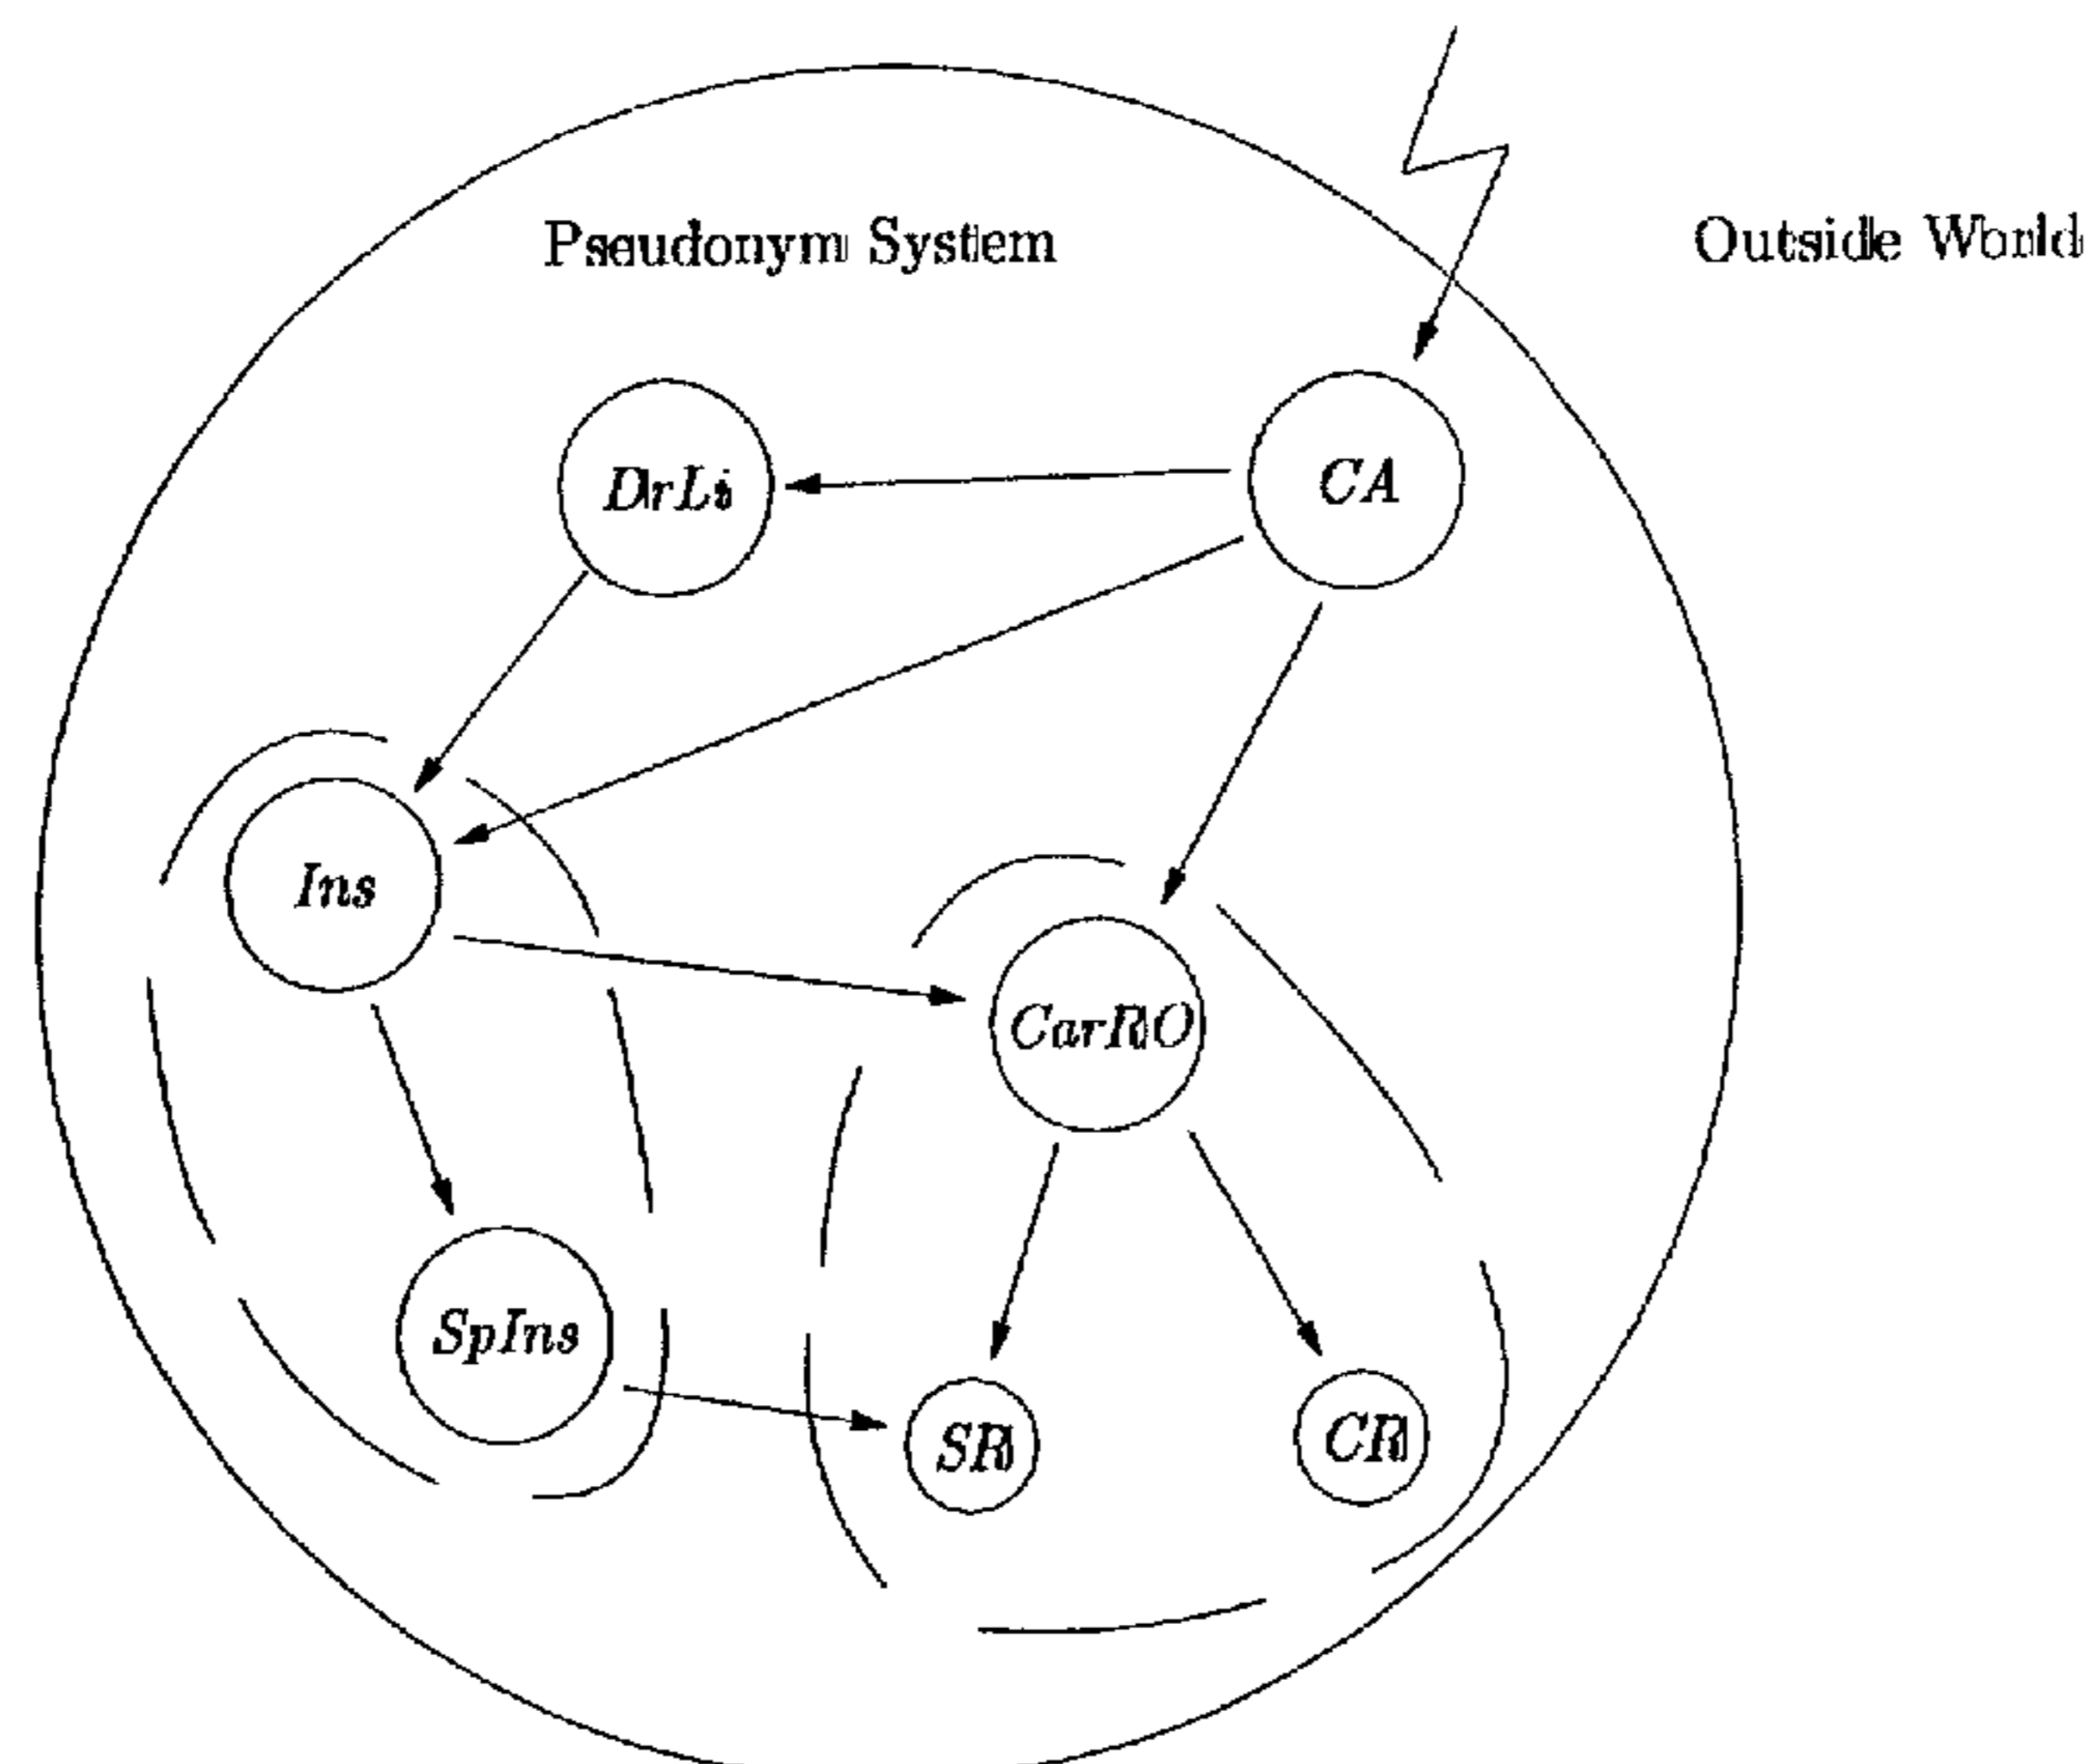 Pseudonym System
Outside World
DrLi
CA
Ins
CarRO
SpIns
SR
CR